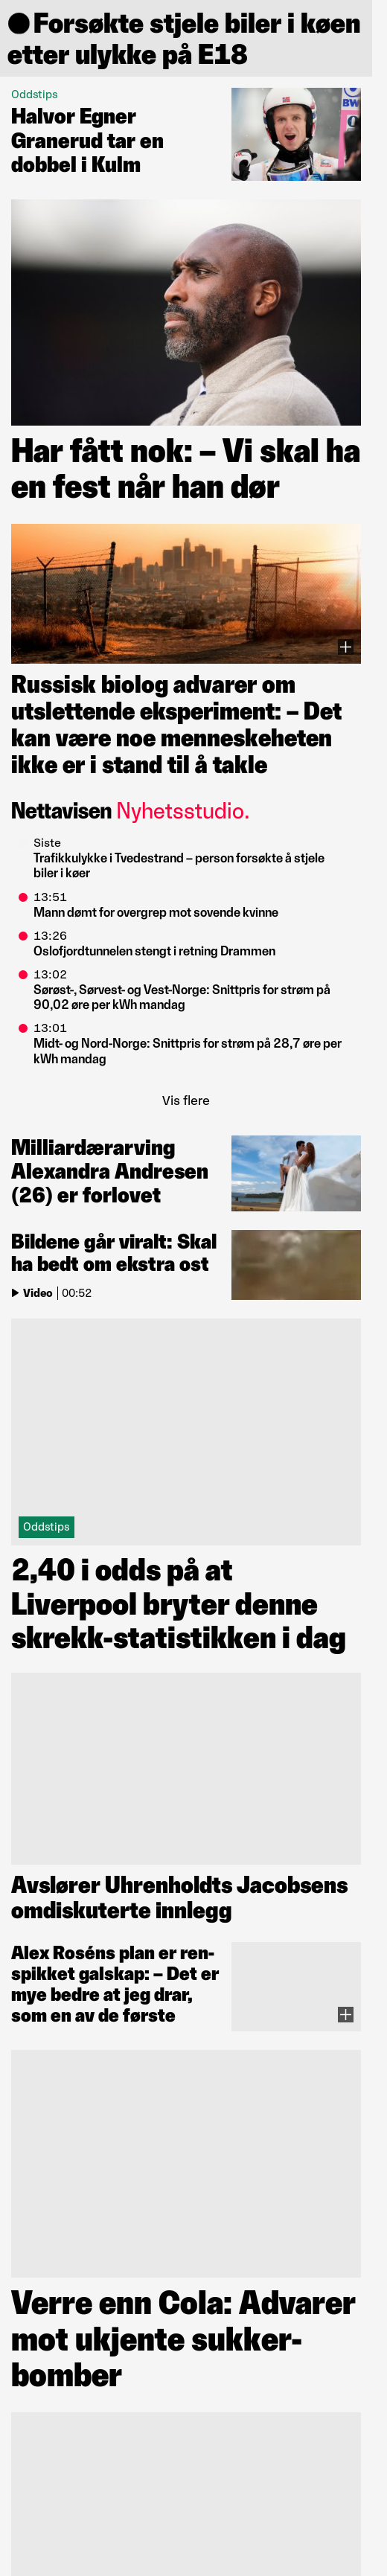 Forsøkte stjele biler i køen
etter ulykke på E18
Oddstips
Halvor Egner
Granerud tar en
dobbel i Kulm
BW
Har fått nok: – Vi skal ha
en fest når han dør
Russisk biolog advarer om
utslettende eksperiment: – Det
kan være noe menneskeheten
ikke er i stand til å takle
Nettavisen Nyhetsstudio.
Siste
Trafikkulykke i Tvedestrand – person forsøkte å stjele
biler i køer
13:51
Mann dømt for overgrep mot sovende kvinne
13:26
Oslofjordtunnelen stengt i retning Drammen
13:02
Sørøst-, Sørvest- og Vest-Norge: Snittpris for strøm på
90,02 øre per kWh mandag
13:01
Midt- og Nord-Norge: Snittpris for strøm på 28,7 øre per
kWh mandag
Vis flere
Milliardærarving
Alexandra Andresen
(26) er forlovet
Bildene går viralt: Skal
ha bedt om ekstra ost
Video 00:52
Oddstips
2,40 i odds på at
Liverpool bryter denne
skrekk-statistikken i dag
Avslører Uhrenholdts Jacobsens
omdiskuterte innlegg
Alex Roséns plan er ren-
spikket galskap: – Det er
mye bedre at jeg drar,
som en av de første
Verre enn Cola: Advarer
mot ukjente sukker-
bomber